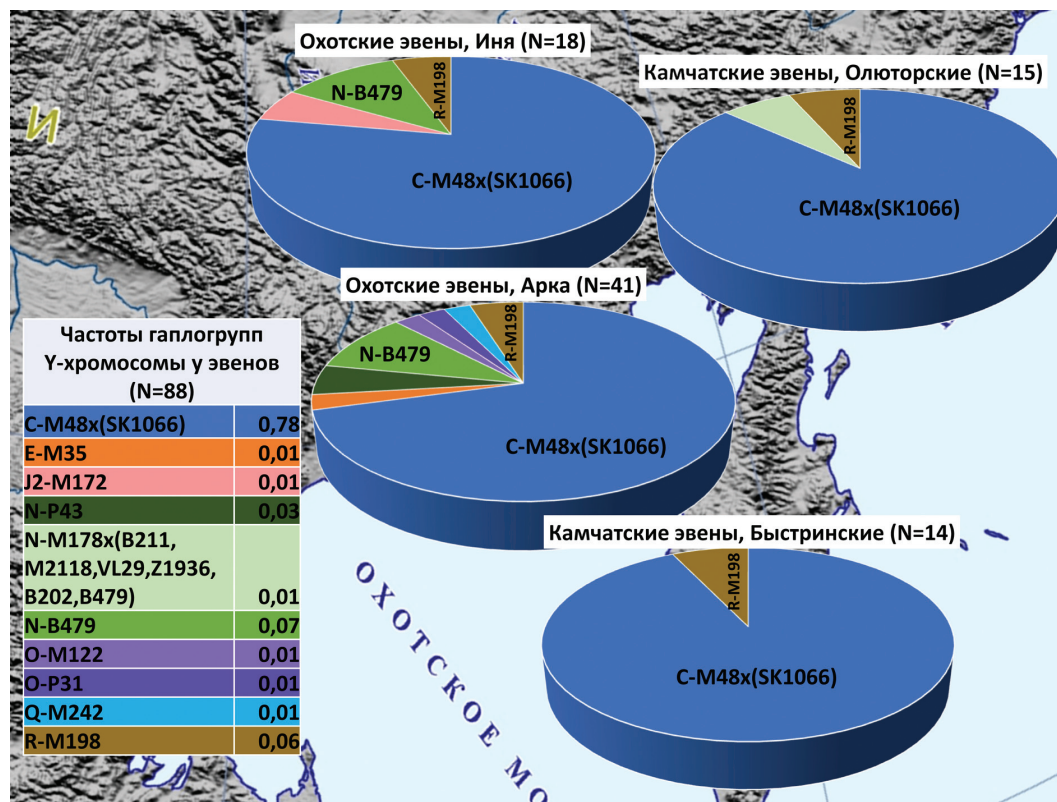 Охотские эвены, Иня (N=18)
N-B479
R-M198
C-M48x(SK1066)
И
И
Камчатские эвены, Олюторские (N=15)
R-M198
C-M48x(SK1066)
Охотские эвены, Арка (N=41)
N-B479
R-M198
C-M48x(SK1066)
Частоты гаплогрупп
Y-хромосомы у эвенов
(N=88)
C-M48x(SK1066) 0,78
E-M35 0,01
J2-M172 0,01
N-P43 0,03
N-M178x(B211,
M2118,VL29,Z1936,
B202,B479) 0,01
N-B479 0,07
O-M122 0,01
O-P31 0,01
Q-M242 0,01
R-M198 0,06
Камчатские эвены, Быстринские (N=14)
R-M198
C-M48x(SK1066)
ОХОТСКОЕ МО